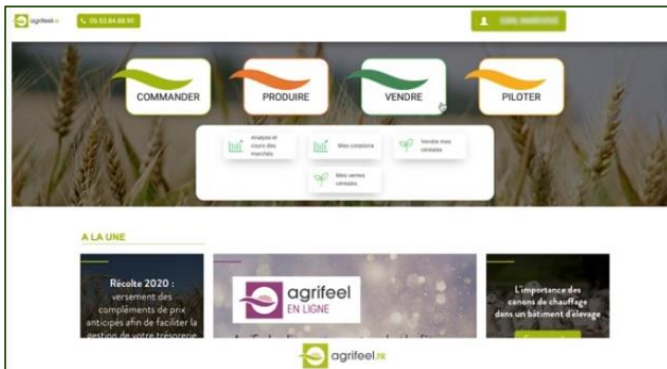 agrifeel.FR
05.53.84.88.90
COMMANDER
PRODUIRE
VENDRE
PILOTER
Analyse et
cours des
marchés
Mes cotations
Vendre mes
céréales
Mes ventes
céréales
A LA UNE
Récolte 2020 :
versement des
compléments de prix
anticipés afin de faciliter la
gestion de votre trésorerie
agrifeel
EN LIGNE
L'importance des
canons de chauffage
dans un bâtiment d'élevage
agrifeel.FR